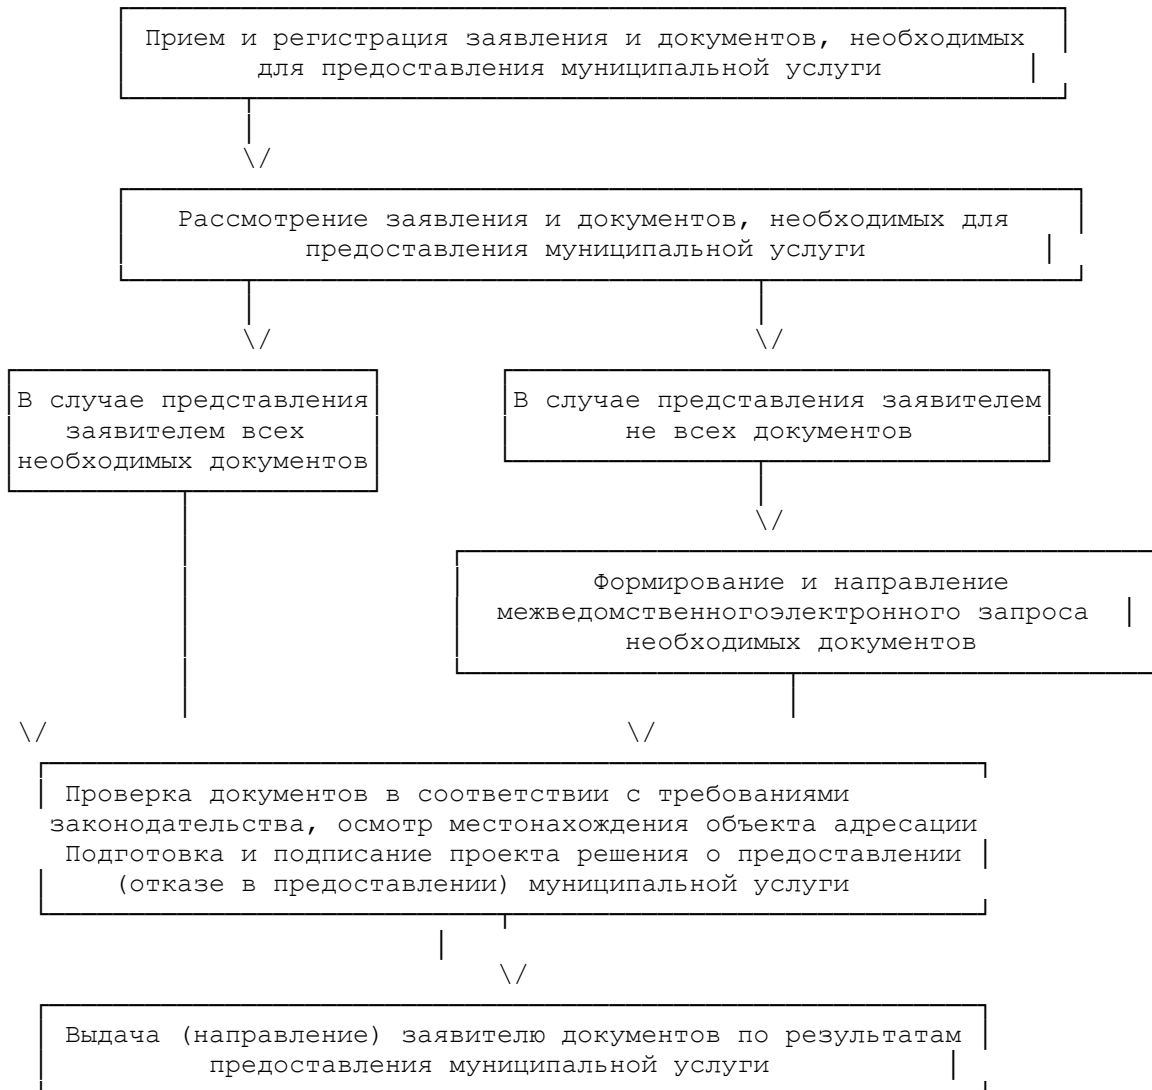 Прием и регистрация заявления и документов, необходимых
для предоставления муниципальной услуги
Рассмотрение заявления и документов, необходимых для
предоставления муниципальной услуги
В случае представления
заявителем всех
необходимых документов
В случае представления заявителем
не всех документов
Формирование и направление
межведомственногоэлектронного запроса
необходимых документов
Проверка документов в соответствии с требованиями
законодательства, осмотр местонахождения объекта адресации
Подготовка и подписание проекта решения о предоставлении
(отказе в предоставлении) муниципальной услуги
Выдача (направление) заявителю документов по результатам
предоставления муниципальной услуги